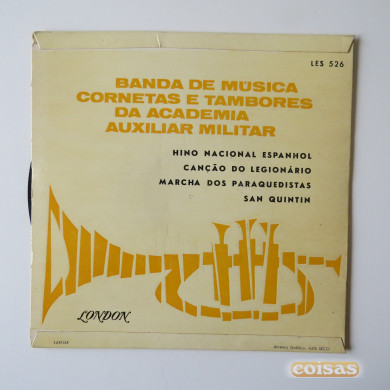 LES 526
BANDA DE MÚSICA
CORNETAS E TAMBORES
DA ACADEMIA
AUXILIAR MILITAR
HINO NACIONAL ESPANHOL
CANÇÃO DO LEGIONÁRIO
MARCHA DOS PARAQUEDISTAS
SAN QUINTIN
LONDON
coisas